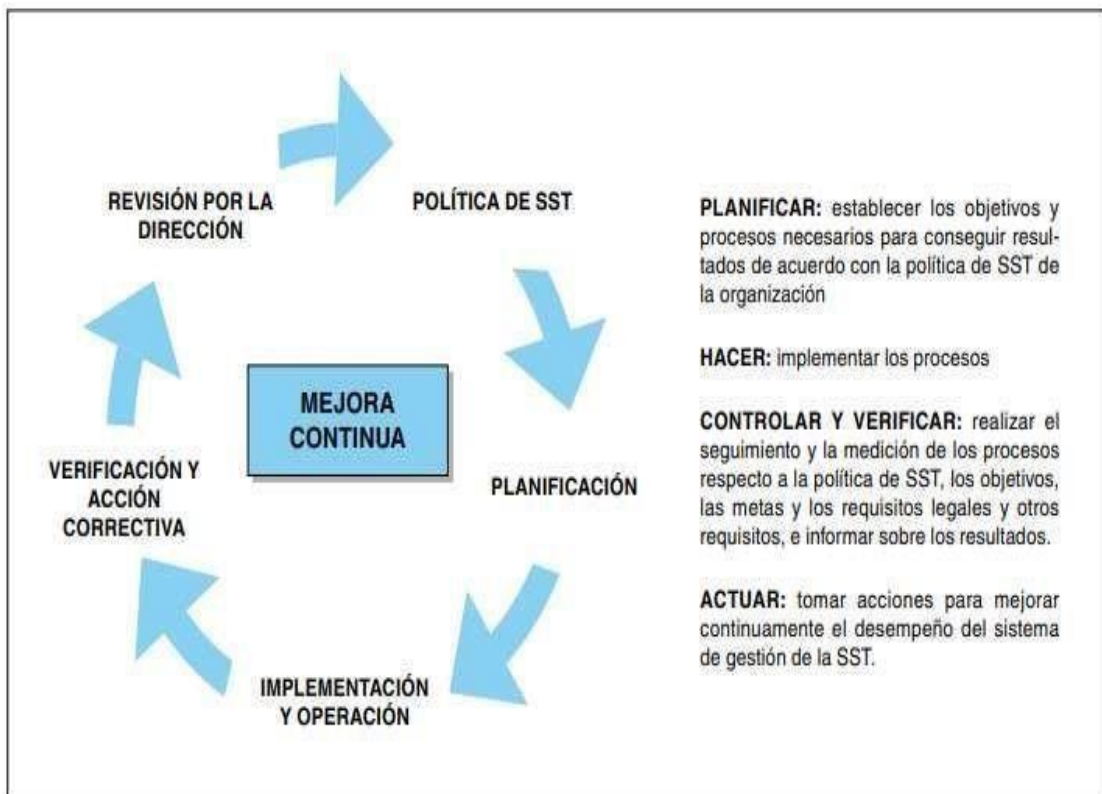 REVISIÓN POR LA
DIRECCIÓN
POLÍTICA DE SST
MEJORA
CONTINUA
VERIFICACIÓN Y
ACCIÓN
CORRECTIVA
PLANIFICACIÓN
IMPLEMENTACIÓN
Y OPERACIÓN
PLANIFICAR: establecer los objetivos y
procesos necesarios para conseguir resul-
tados de acuerdo con la política de SST de
la organización
HACER: implementar los procesos
CONTROLAR Y VERIFICAR: realizar el
seguimiento y la medición de los procesos
respecto a la política de SST, los objetivos,
las metas y los requisitos legales y otros
requisitos, e informar sobre los resultados.
ACTUAR: tomar acciones para mejorar
continuamente el desempeño del sistema
de gestión de la SST.